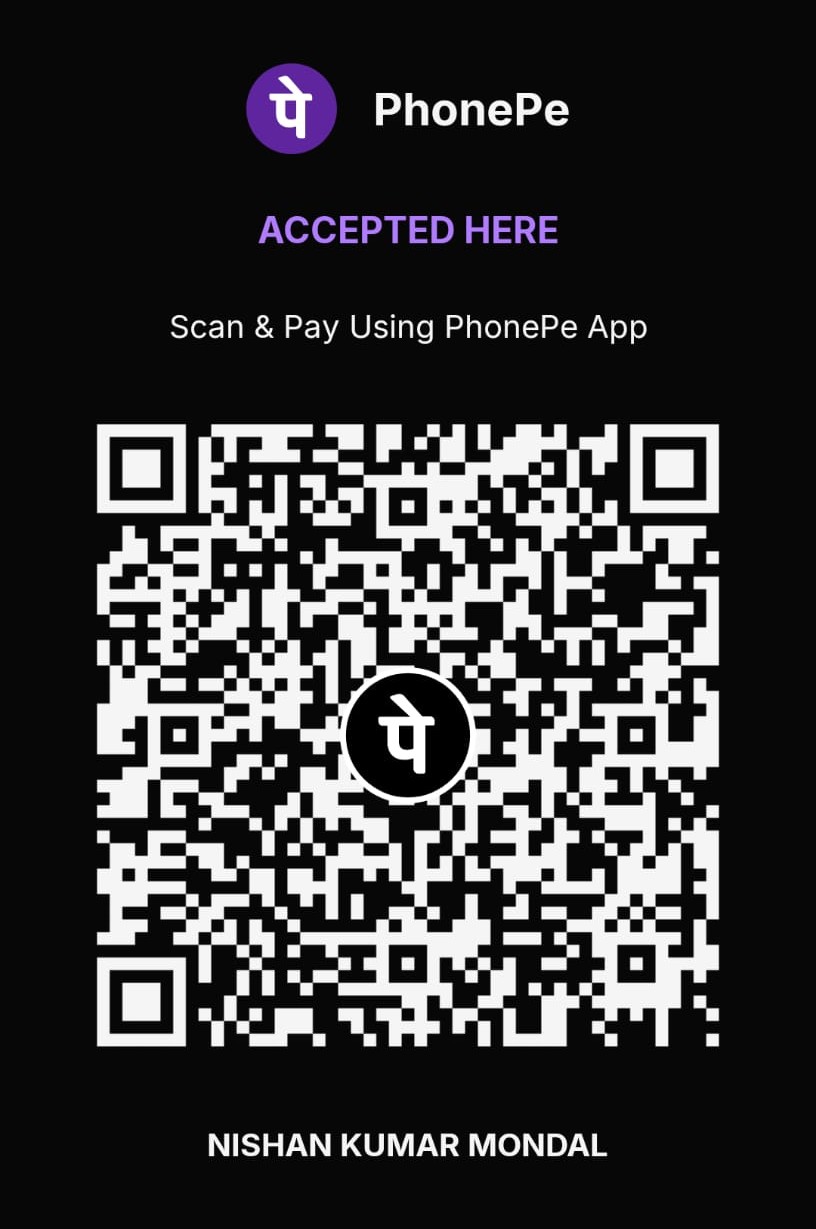 पे PhonePe
ACCEPTED HERE
Scan & Pay Using PhonePe App
पे
NISHAN KUMAR MONDAL